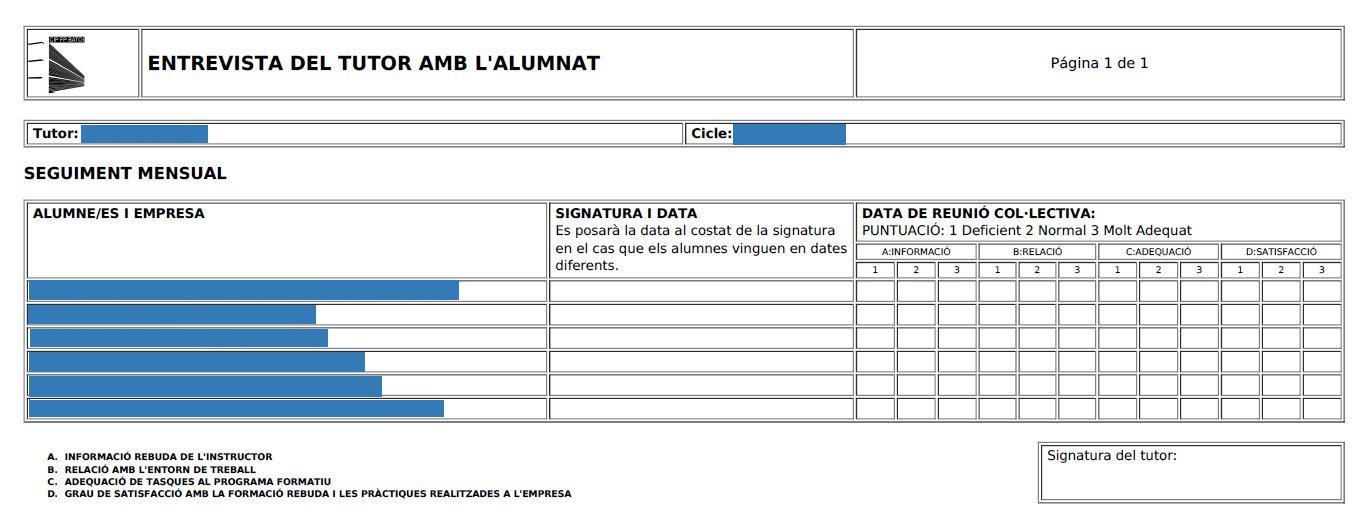 CIP FP BATOI
ENTREVISTA DEL TUTOR AMB L'ALUMNAT
Página 1 de 1
Tutor:
Cicle:
SEGUIMENT MENSUAL
ALUMNE/ES I EMPRESA
SIGNATURA I DATA
Es posarà la data al costat de la signatura
en el cas que els alumnes vinguen en dates
diferents.
DATA DE REUNIÓ COL·LECTIVA:
PUNTUACIÓ: 1 Deficient 2 Normal 3 Molt Adequat
A:INFORMACIÓ B:RELACIÓ C:ADEQUACIÓ D:SATISFACCIÓ
1 2 3 1 2 3 1 2 3 1 2 3
A. INFORMACIÓ REBUDA DE L'INSTRUCTOR
B. RELACIÓ AMB L'ENTORN DE TREBALL
C. ADEQUACIÓ DE TASQUES AL PROGRAMA FORMATIU
D. GRAU DE SATISFACCIÓ AMB LA FORMACIÓ REBUDA I LES PRÀCTIQUES REALITZADES A L'EMPRESA
Signatura del tutor: